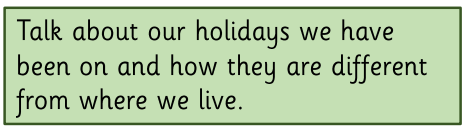 Talk about our holidays we have
been on and how they are different
from where we live.